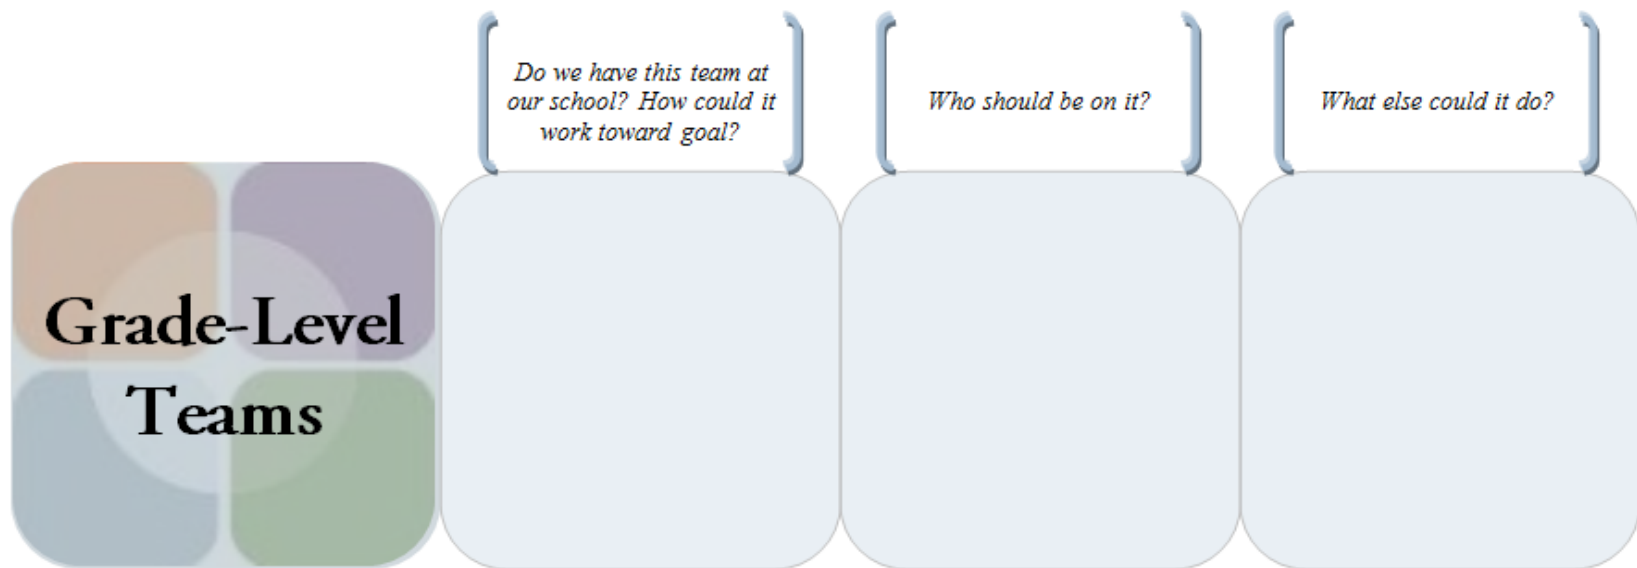 Do we have this team at
our school? How could it
work toward goal?
Who should be on it?
What else could it do?
Grade-Level
Teams